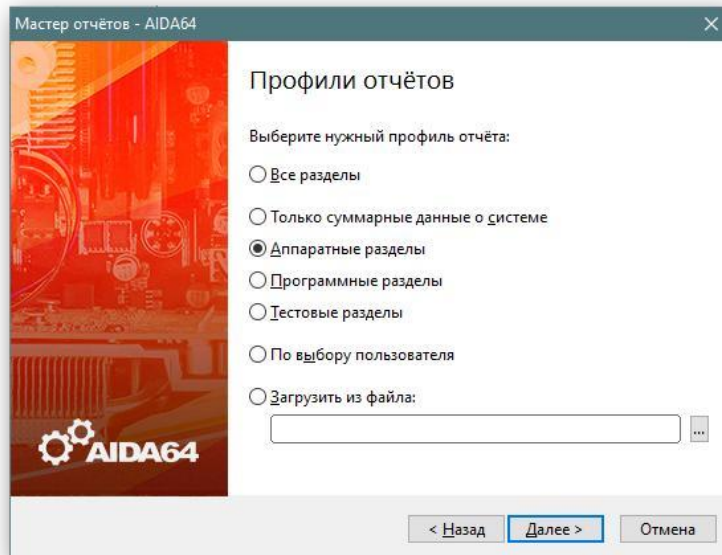 Мастер отчётов - AIDA64
Профили отчётов
Выберите нужный профиль отчёта:
Все разделы
Только суммарные данные о системе
Аппаратные разделы
Программные разделы
Тестовые разделы
По выбору пользователя
Загрузить из файла:
...
AIDA64
< Назад Далее > Отмена